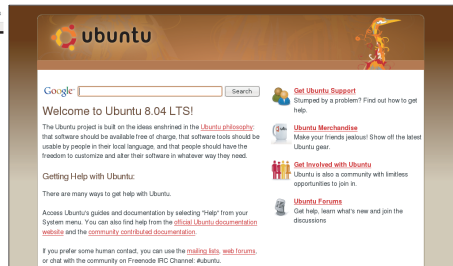 ubuntu
Google Search
Welcome to Ubuntu 8.04 LTS!
The Ubuntu project is built on the ideas enshrined in the Ubuntu philosophy:
that software should be available free of charge, that software tools should be
usable by people in their local language, and that people should have the
freedom to customize and alter their software in whatever way they need.
Getting Help with Ubuntu:
There are many ways to get help with Ubuntu.
Access Ubuntu's guides and documentation by selecting "Help" from your
System menu. You can also find help from the official Ubuntu documentation
website and the community contributed documentation.
If you prefer some human contact, you can use the mailing lists, web forums,
or chat with the community on Freenode IRC Channel: #ubuntu.
Get Ubuntu Support
Stumped by a problem? Find out how to get
help.
Ubuntu Merchandise
Make your friends jealous! Show off the latest
Ubuntu gear.
Get Involved with Ubuntu
Ubuntu is also a community with limitless
opportunities to join in.
Ubuntu Forums
Get help, learn what's new and join the
discussions